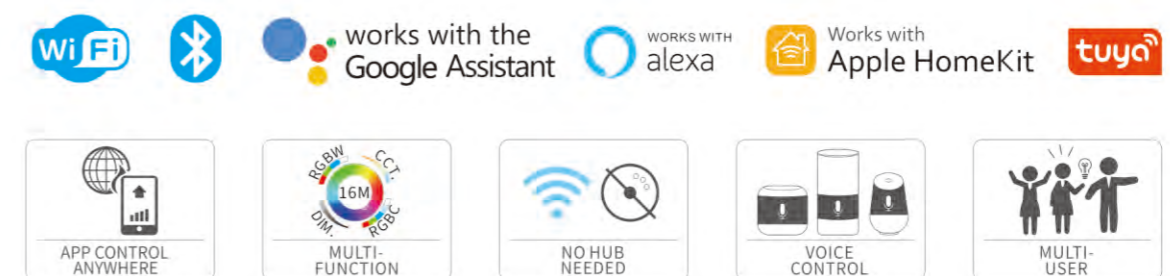 WiFi
works with the
Google Assistant
WORKS WITH
alexa
Works with
Apple HomeKit
tuya
APP CONTROL
ANYWHERE
RGBW
CCT.
16M
DIM.
RGBC
MULTI-
FUNCTION
NO HUB
NEEDED
VOICE
CONTROL
MULTI-
USER